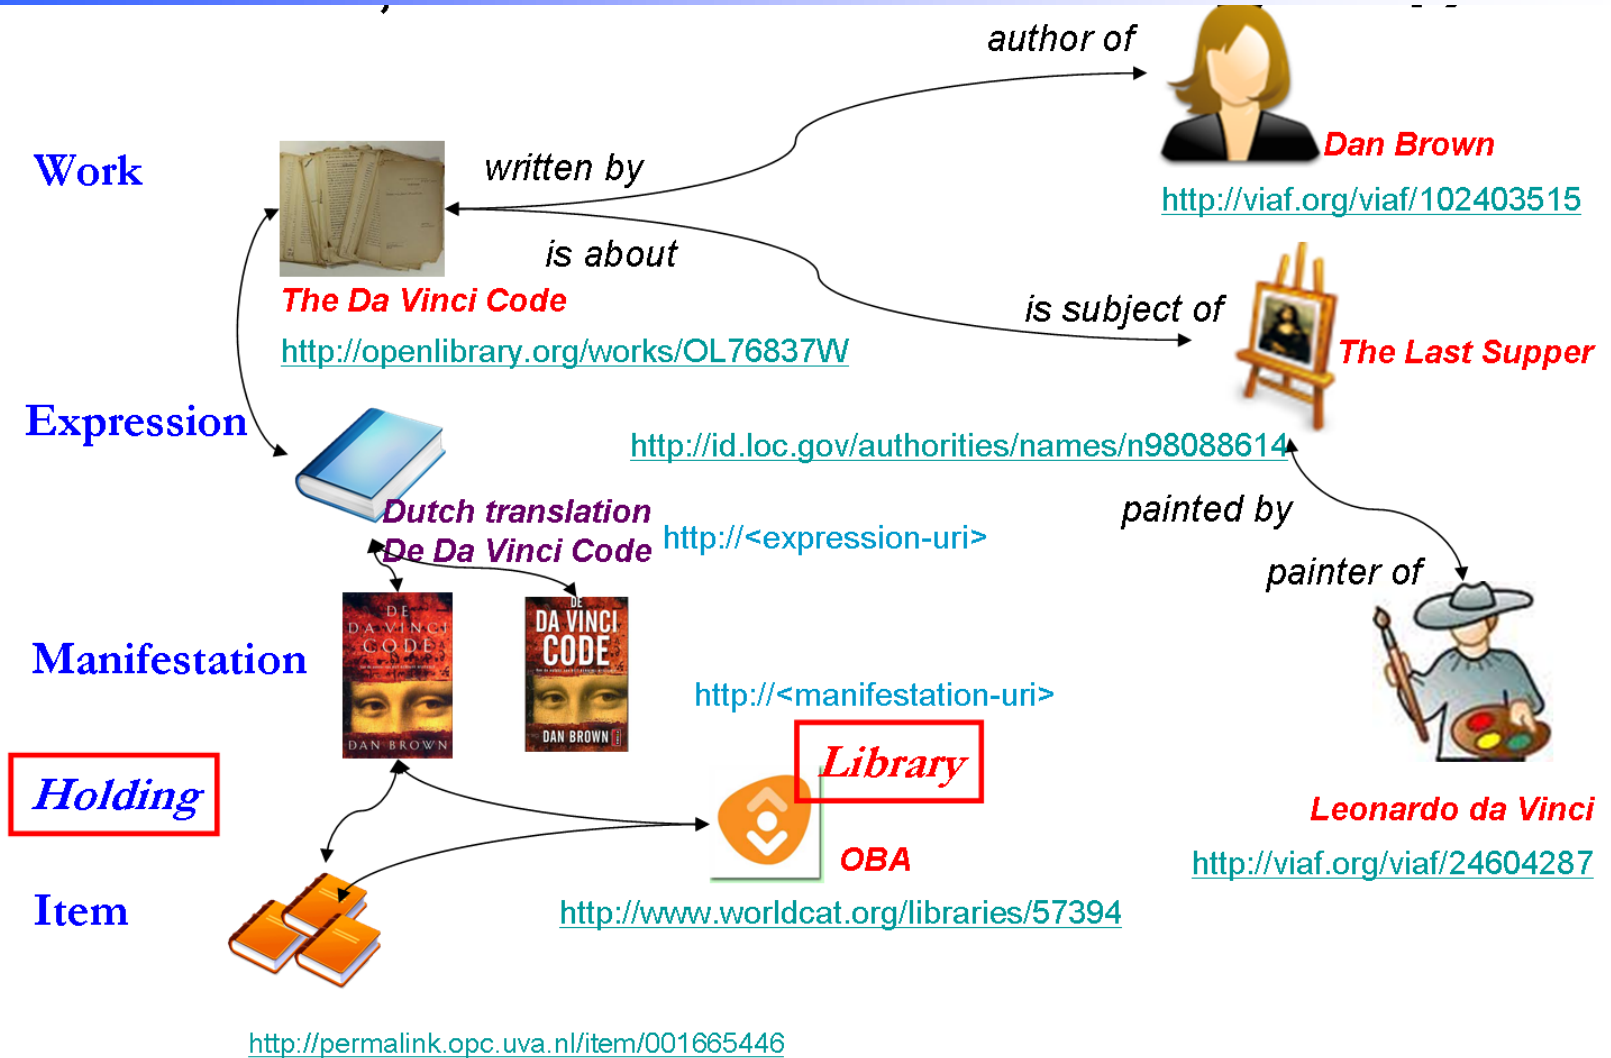 author of
Dan Brown
http://viaf.org/viaf/102403515
Work
written by
is about
The Da Vinci Code
http://openlibrary.org/works/OL76837W
is subject of
The Last Supper
Expression
http://id.loc.gov/authorities/names/n98088614
Dutch translation
De Da Vinci Code
http://<expression-uri>
painted by
painter of
Manifestation
DE
DA VINCI
CODE
DAN BROWN
DE
DA VINCI
CODE
DAN BROWN
http://<manifestation-uri>
Holding
Library
OBA
http://www.worldcat.org/libraries/57394
Leonardo da Vinci
http://viaf.org/viaf/24604287
Item
http://permalink.opc.uva.nl/item/001665446